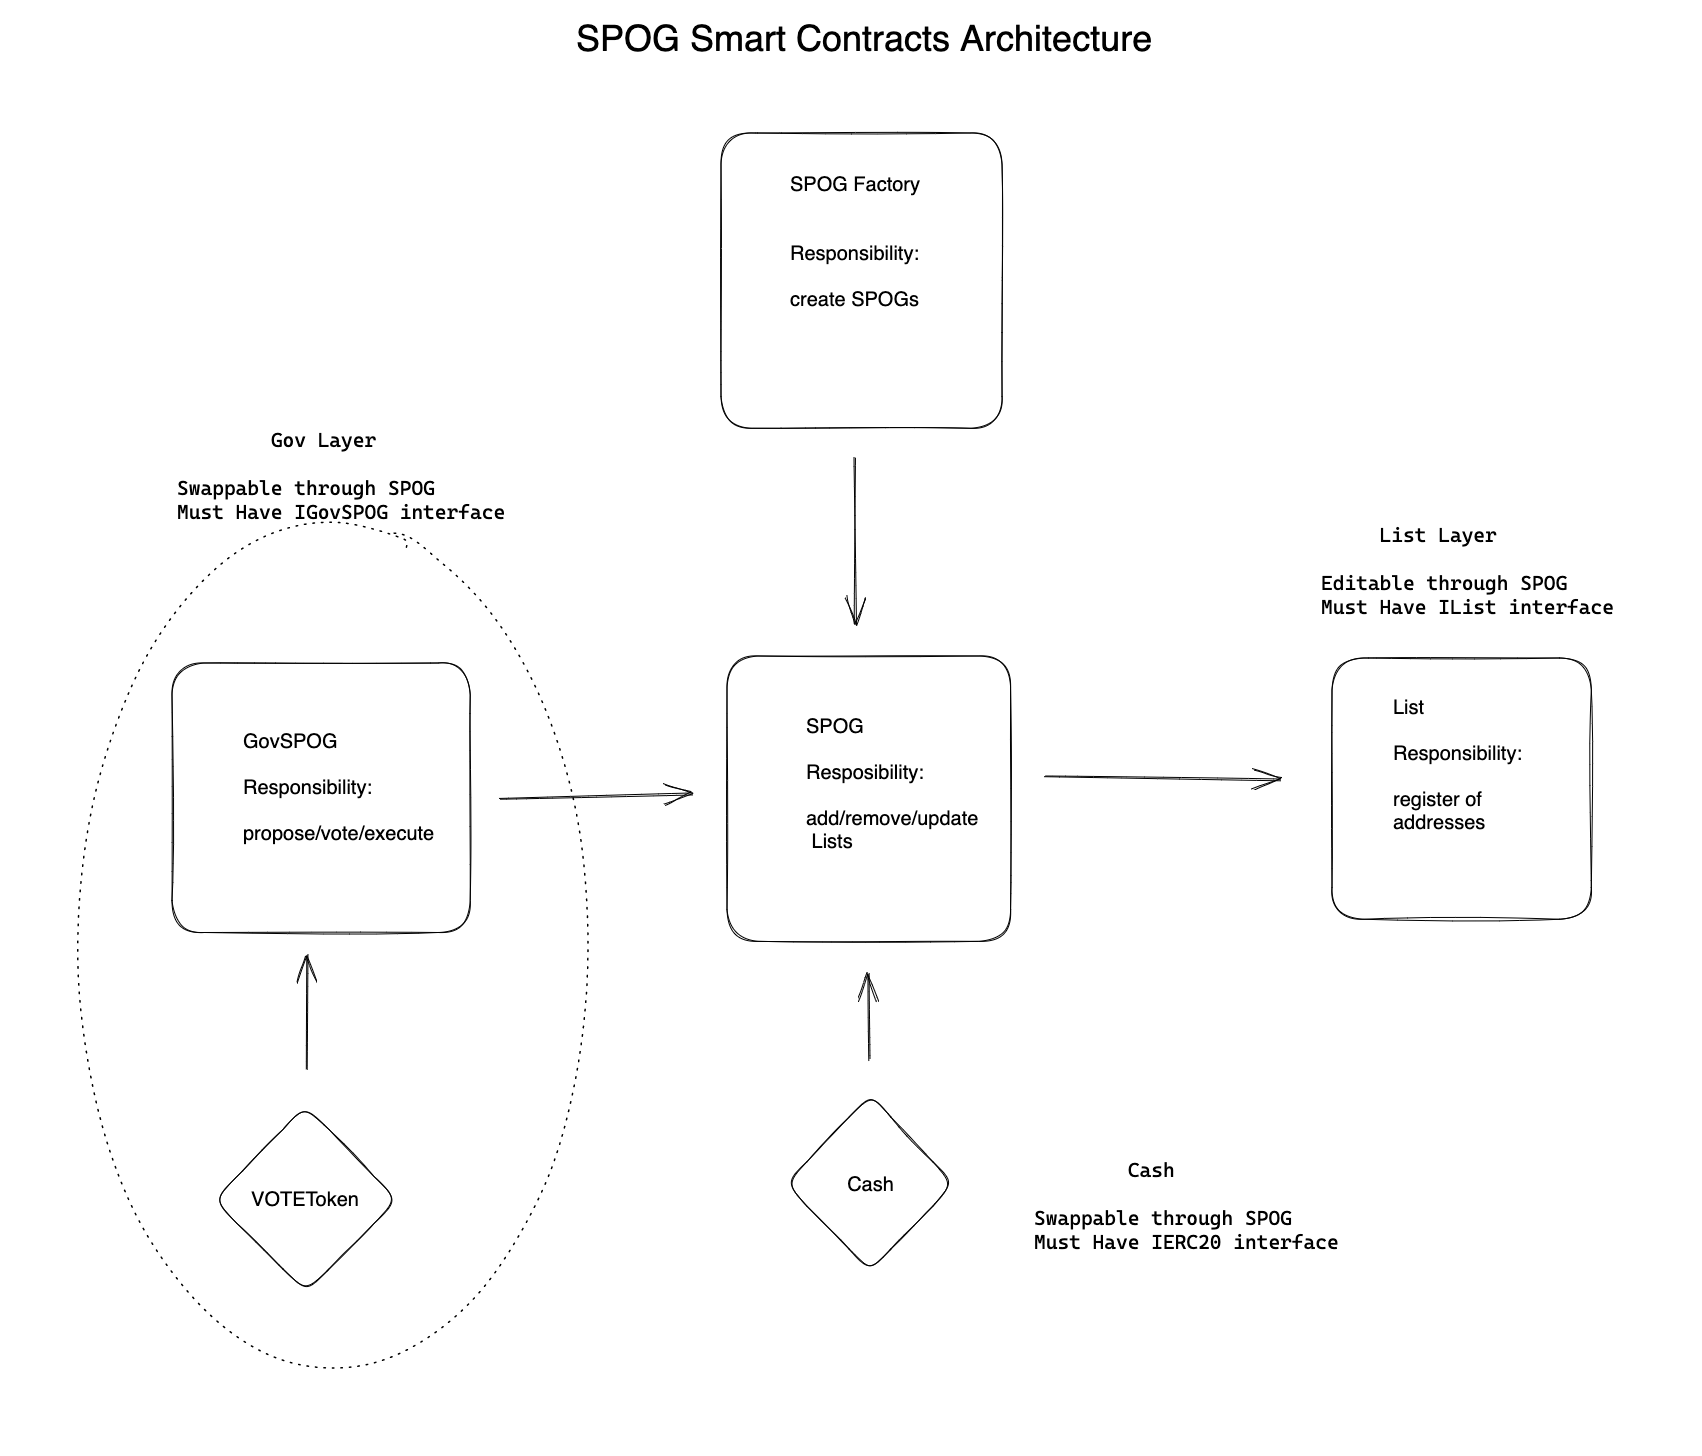 SPOG Smart Contracts Architecture
SPOG Factory
Responsibility:
create SPOGs
Gov Layer
Swappable through SPOG
Must Have IGovSPOG interface
GovSPOG
Responsibility:
propose/vote/execute
VOTEToken
SPOG
Resposibility:
add/remove/update
Lists
Cash
Cash
Swappable through SPOG
Must Have IERC20 interface
List Layer
Editable through SPOG
Must Have IList interface
List
Responsibility:
register of
addresses